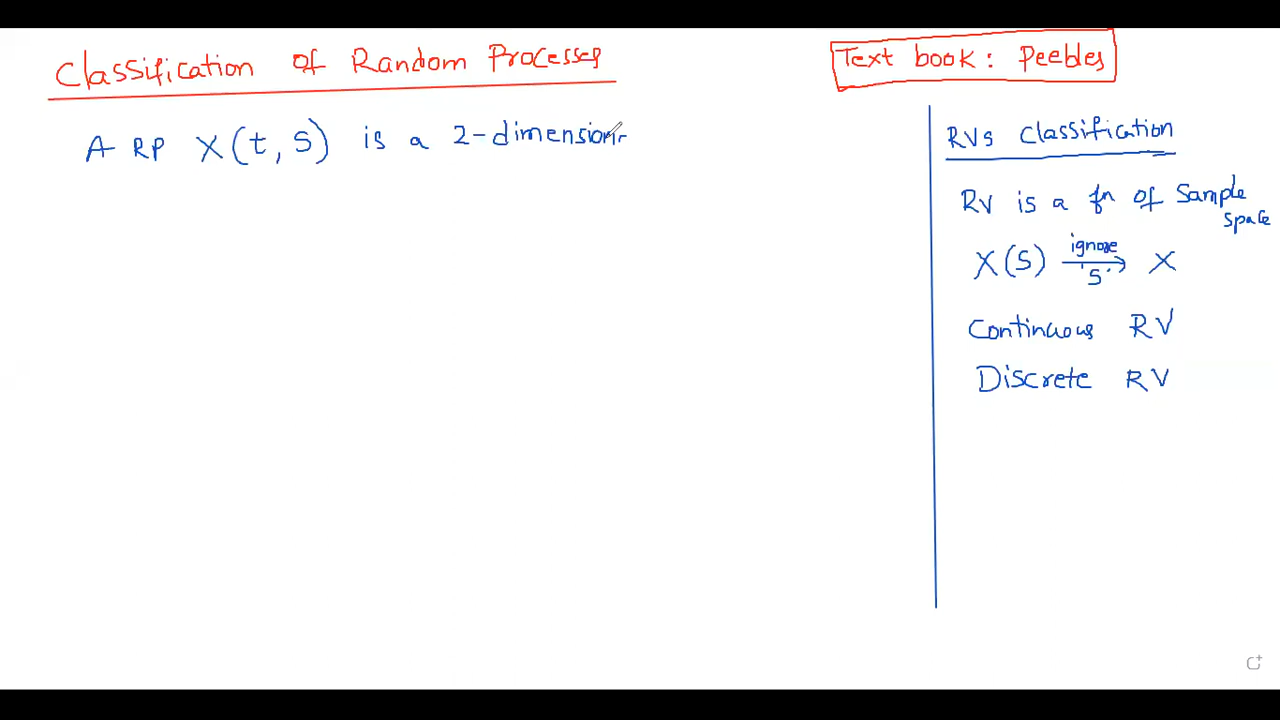 Classification of Random Processes
Text book: Peebles
A RP X(t, S) is a 2-dimension
RVs Classification
RV is a fn of Sample
space
X(S) ignore 'S' → X
Continuous RV
Discrete RV